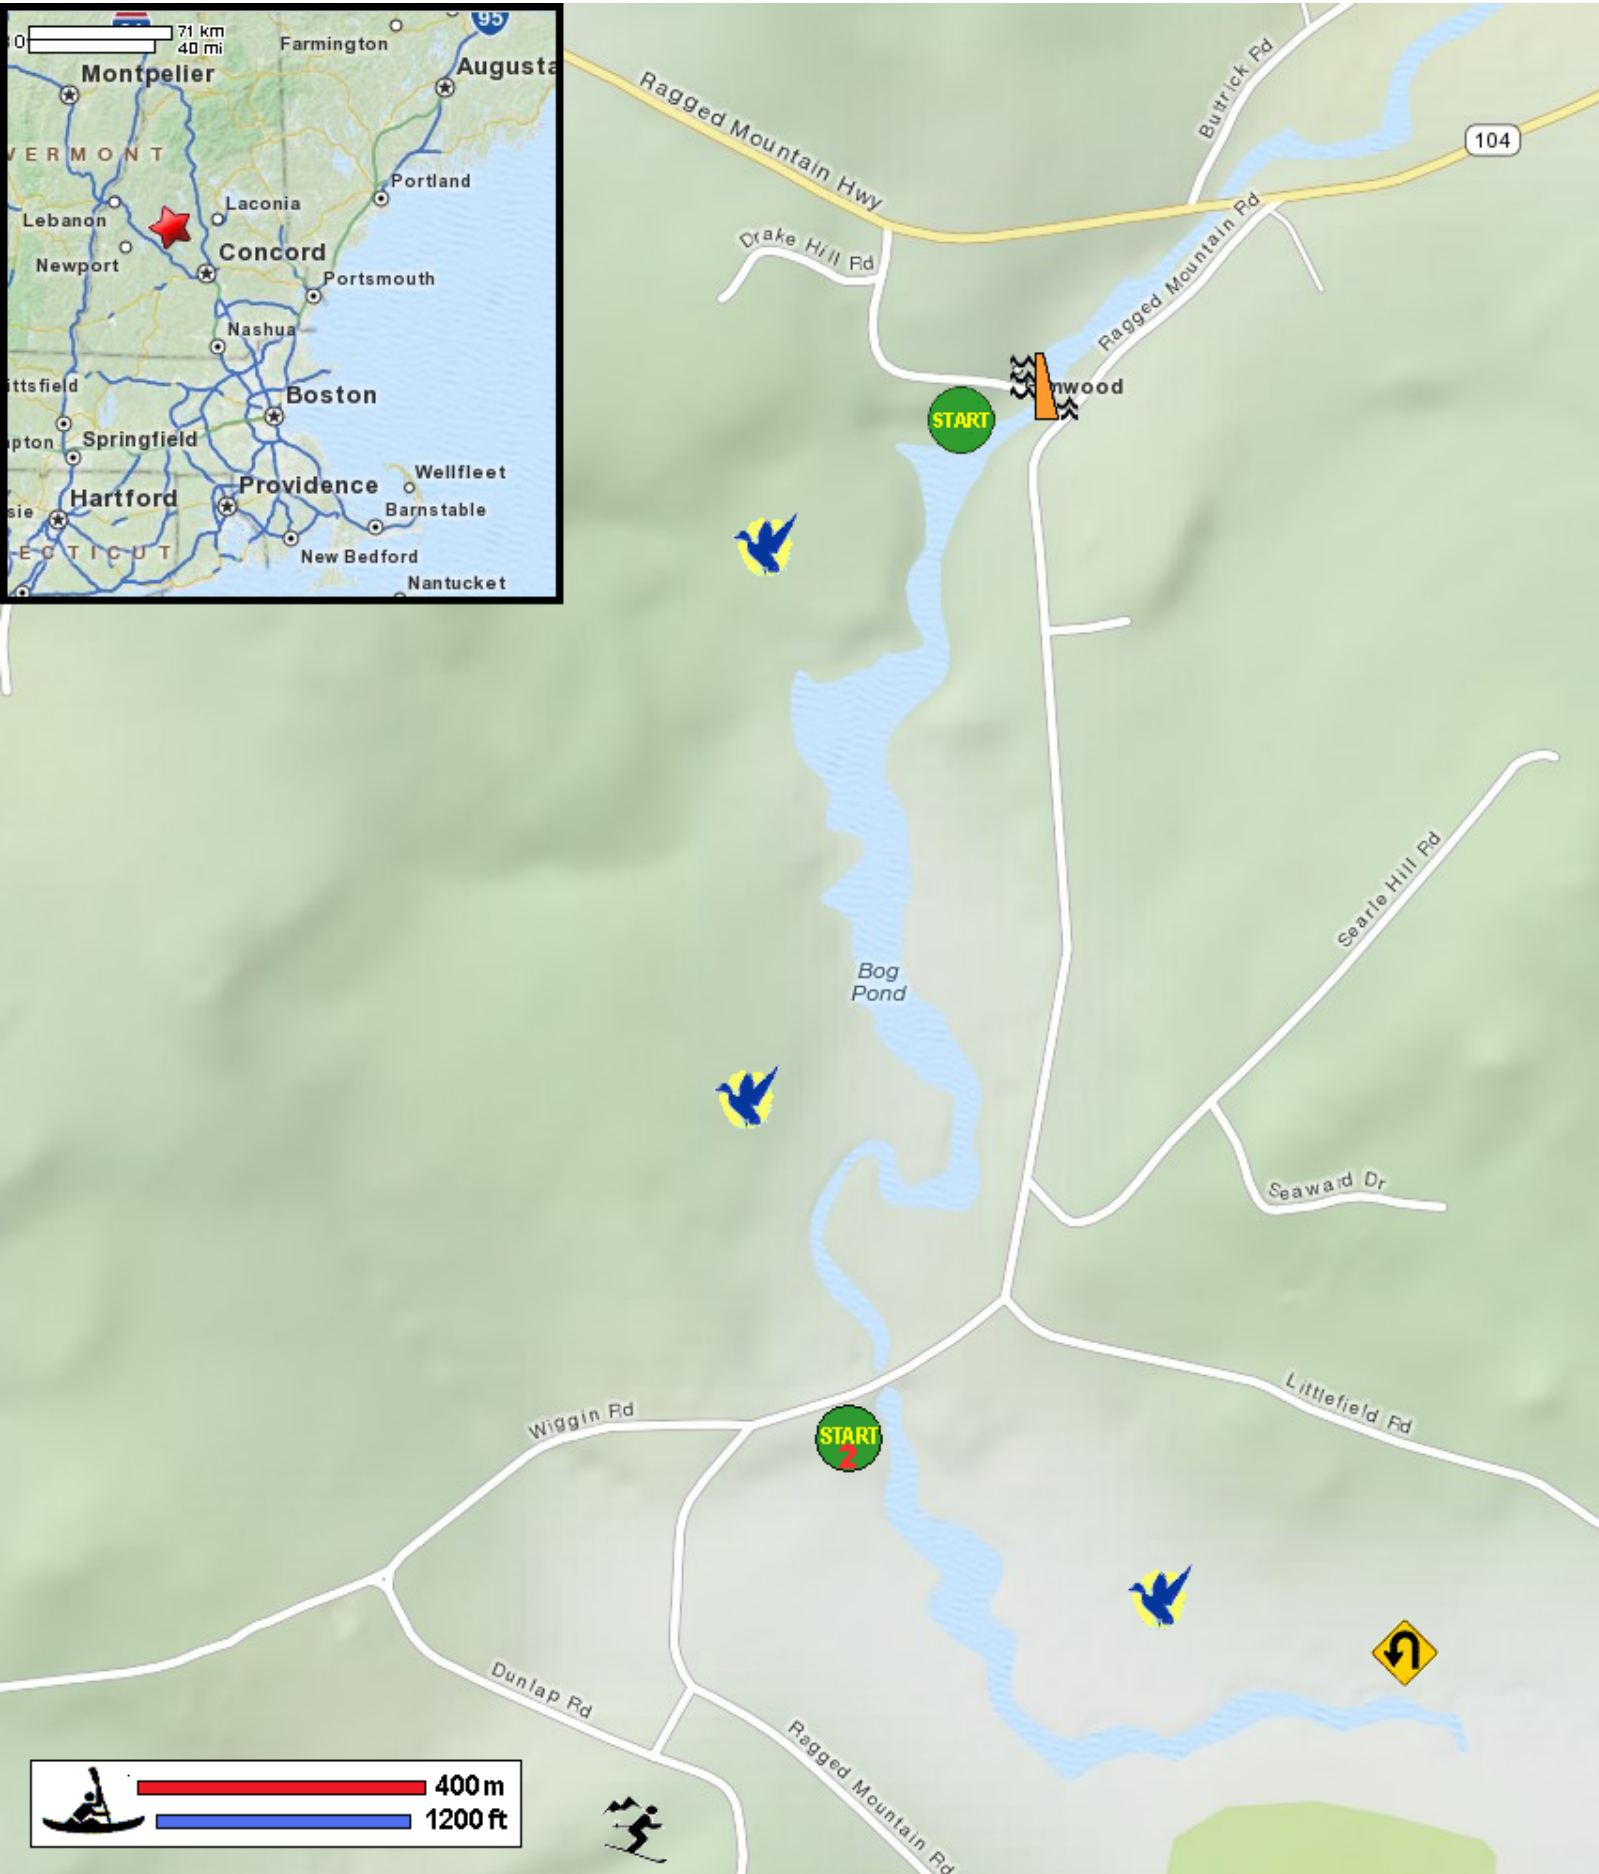 71 km
0
40 mi
95
Farmington
Montpelier
Augusta
VERMONT
Portland
Lebanon
Laconia
Newport
Concord
Portsmouth
Nashua
ittsfield
Boston
Springfield
Wellfleet
Hartford
Providence
Barnstable
ECTICUT
New Bedford
Nantucket
Ragged Mountain Hwy
Buttrick Rd
104
Drake Hill Rd
Ragged Mountain Rd
START
Searle Hill Rd
Bog
Pond
Seaward Dr
Littlefield Rd
Wiggin Rd
START
2
Dunlap Rd
Ragged Mountain Rd
400 m
1200 ft